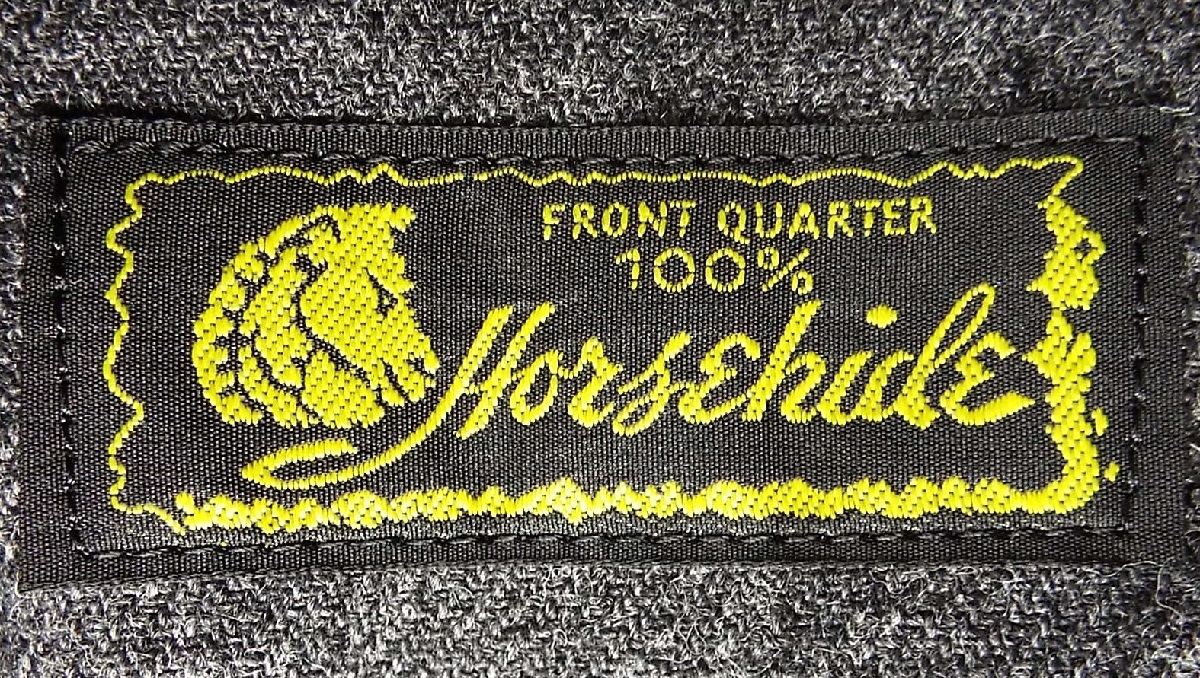 FRONT QUARTER
100%
Horsehide